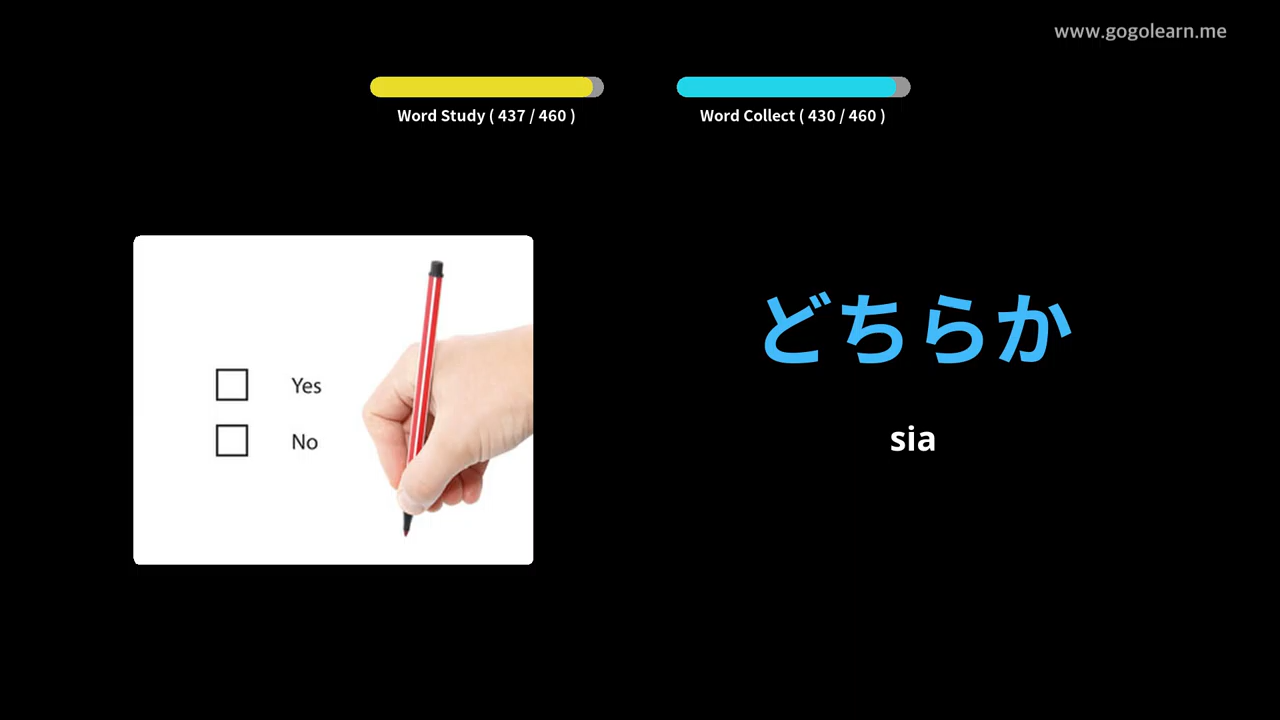 www.gogolearn.me
Word Study ( 437 / 460 )
Word Collect ( 430 / 460 )
Yes
No
どちらか
sia